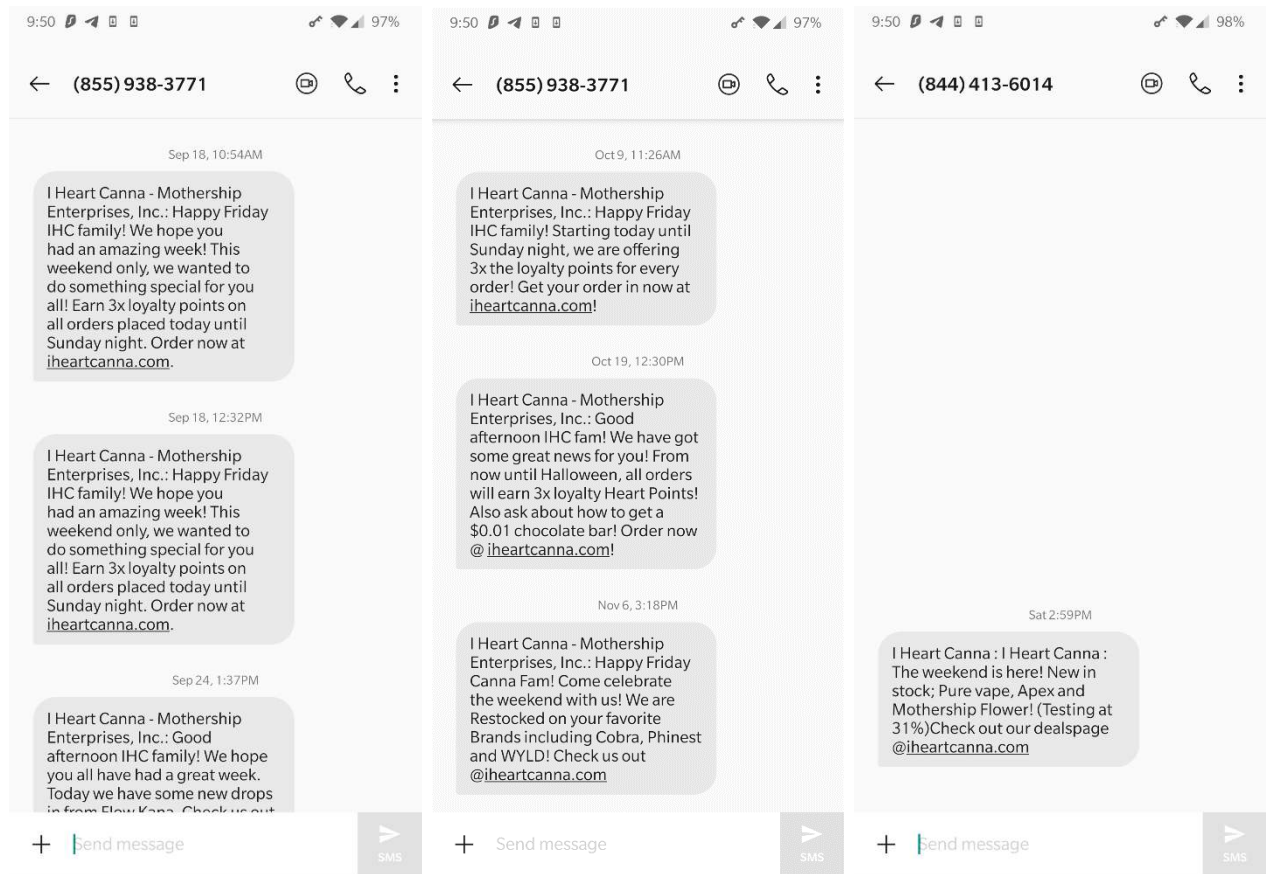 9:50
97%
(855) 938-3771
Sep 18, 10:54AM
I Heart Canna - Mothership
Enterprises, Inc.: Happy Friday
IHC family! We hope you
had an amazing week! This
weekend only, we wanted to
do something special for you
all! Earn 3x loyalty points on
all orders placed today until
Sunday night. Order now at
iheartcanna.com.
Sep 18, 12:32PM
I Heart Canna - Mothership
Enterprises, Inc.: Happy Friday
IHC family! We hope you
had an amazing week! This
weekend only, we wanted to
do something special for you
all! Earn 3x loyalty points on
all orders placed today until
Sunday night. Order now at
iheartcanna.com.
Sep 24, 1:37PM
I Heart Canna - Mothership
Enterprises, Inc.: Good
afternoon IHC family! We hope
you all have had a great week.
Today we have some new drops
in from Flow Kana. Check us out
Send message
SMS
9:50
97%
(855) 938-3771
Oct 9, 11:26AM
I Heart Canna - Mothership
Enterprises, Inc.: Happy Friday
IHC family! Starting today until
Sunday night, we are offering
3x the loyalty points for every
order! Get your order in now at
iheartcanna.com!
Oct 19, 12:30PM
I Heart Canna - Mothership
Enterprises, Inc.: Good
afternoon IHC fam! We have got
some great news for you! From
now until Halloween, all orders
will earn 3x loyalty Heart Points!
Also ask about how to get a
$0.01 chocolate bar! Order now
@ iheartcanna.com!
Nov 6, 3:18PM
I Heart Canna - Mothership
Enterprises, Inc.: Happy Friday
Canna Fam! Come celebrate
the weekend with us! We are
Restocked on your favorite
Brands including Cobra, Phinest
and WYLD! Check us out
@iheartcanna.com
Send message
SMS
9:50
98%
(844) 413-6014
Sat 2:59PM
I Heart Canna : I Heart Canna :
The weekend is here! New in
stock; Pure vape, Apex and
Mothership Flower! (Testing at
31%)Check out our dealspage
@iheartcanna.com
Send message
SMS